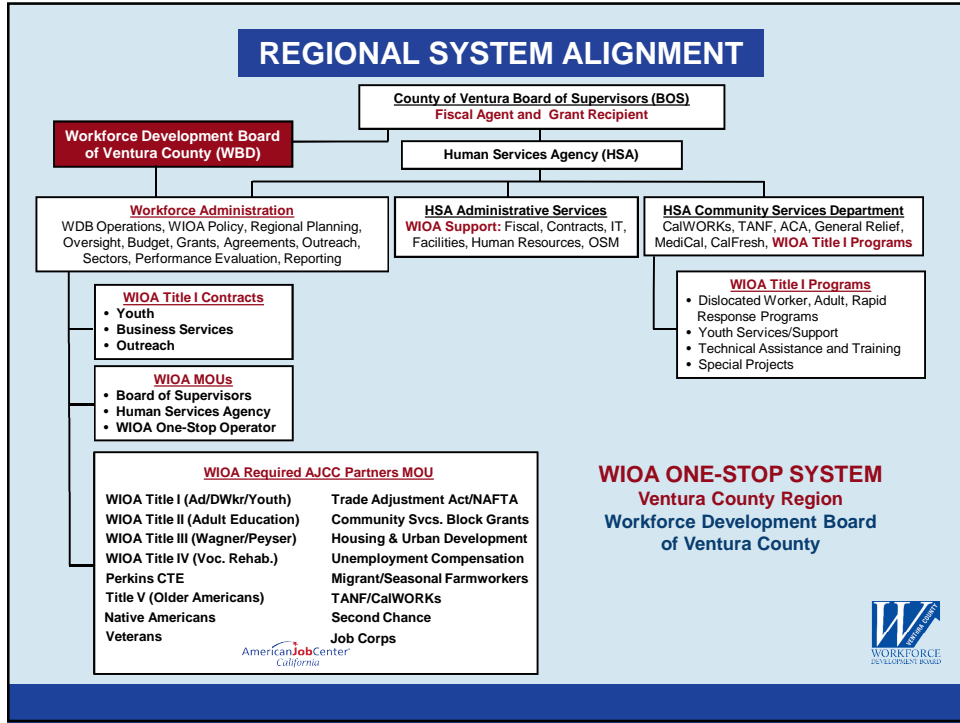 REGIONAL SYSTEM ALIGNMENT
County of Ventura Board of Supervisors (BOS)
Fiscal Agent and Grant Recipient
Workforce Development Board
of Ventura County (WBD)
Human Services Agency (HSA)
Workforce Administration
WDB Operations, WIOA Policy, Regional Planning,
Oversight, Budget, Grants, Agreements, Outreach,
Sectors, Performance Evaluation, Reporting
HSA Administrative Services
WIOA Support: Fiscal, Contracts, IT,
Facilities, Human Resources, OSM
HSA Community Services Department
CalWORKs, TANF, ACA, General Relief,
MediCal, CalFresh, WIOA Title I Programs
WIOA Title I Contracts
• Youth
• Business Services
• Outreach
WIOA Title I Programs
• Dislocated Worker, Adult, Rapid
Response Programs
• Youth Services/Support
• Technical Assistance and Training
• Special Projects
WIOA MOUs
• Board of Supervisors
• Human Services Agency
• WIOA One-Stop Operator
WIOA Required AJCC Partners MOU
WIOA Title I (Ad/DWkr/Youth)
WIOA Title II (Adult Education)
WIOA Title III (Wagner/Peyser)
WIOA Title IV (Voc. Rehab.)
Perkins CTE
Title V (Older Americans)
Native Americans
Veterans
Trade Adjustment Act/NAFTA
Community Svcs. Block Grants
Housing & Urban Development
Unemployment Compensation
Migrant/Seasonal Farmworkers
TANF/CalWORKs
Second Chance
Job Corps
AmericanJobCenter
California
WIOA ONE-STOP SYSTEM
Ventura County Region
Workforce Development Board
of Ventura County
W
VENTURA COUNTY
WORKFORCE
DEVELOPMENT BOARD